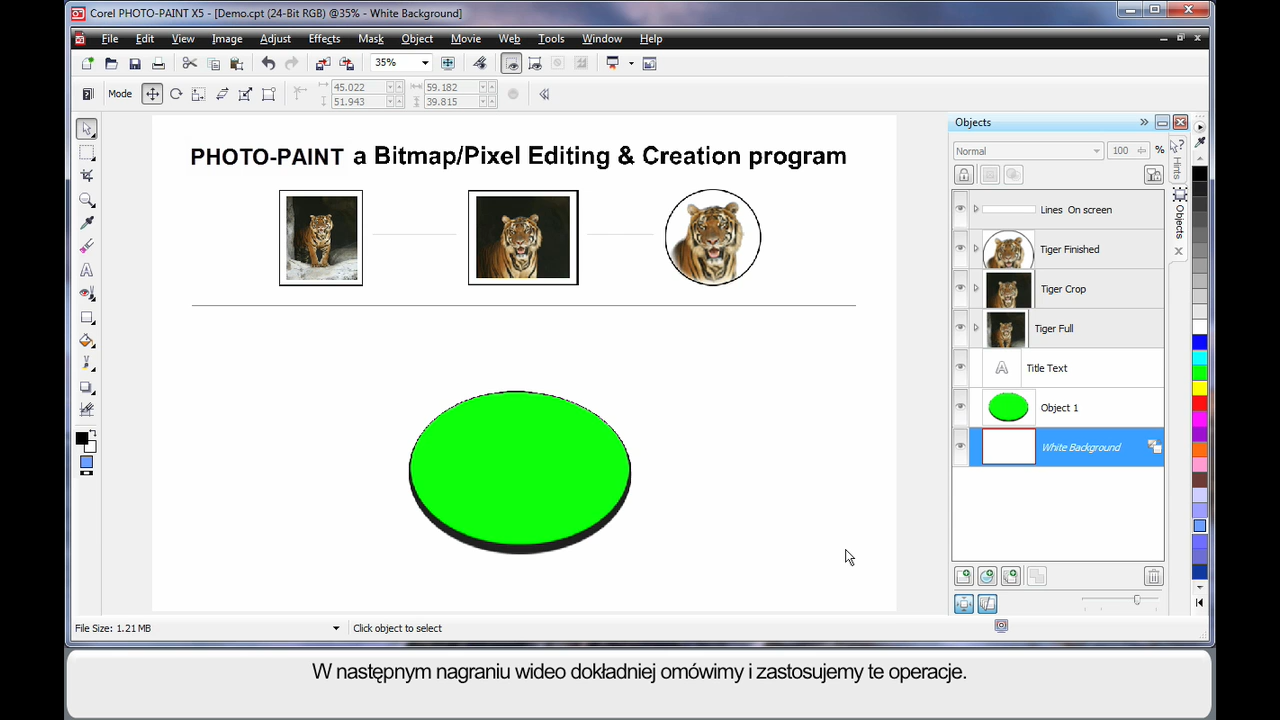 Corel PHOTO-PAINT X5 - [Demo.cpt (24-Bit RGB) @35% - White Background]
File Edit View Image Adjust Effects Mask Object Movie Web Tools Window Help
35%
Mode
45.022
51.943
59.182
39.815
PHOTO-PAINT a Bitmap/Pixel Editing & Creation program
Objects
Normal
100
%
Lines On screen
Tiger Finished
Tiger Crop
Tiger Full
A
Title Text
Object 1
White Background
Hints
Objects
File Size: 1.21 MB
Click object to select
W następnym nagraniu wideo dokładniej omówimy i zastosujemy te operacje.